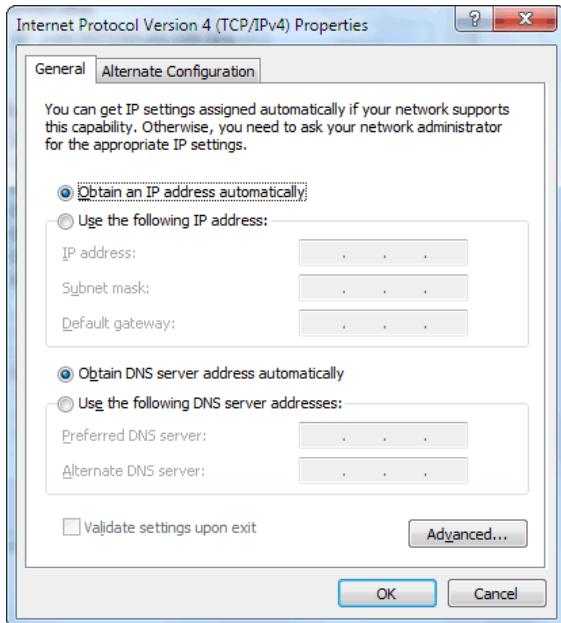 Internet Protocol Version 4 (TCP/IPv4) Properties
General
Alternate Configuration
You can get IP settings assigned automatically if your network supports
this capability. Otherwise, you need to ask your network administrator
for the appropriate IP settings.
Obtain an IP address automatically
Use the following IP address:
IP address:
Subnet mask:
Default gateway:
Obtain DNS server address automatically
Use the following DNS server addresses:
Preferred DNS server:
Alternate DNS server:
Validate settings upon exit
Advanced...
OK
Cancel